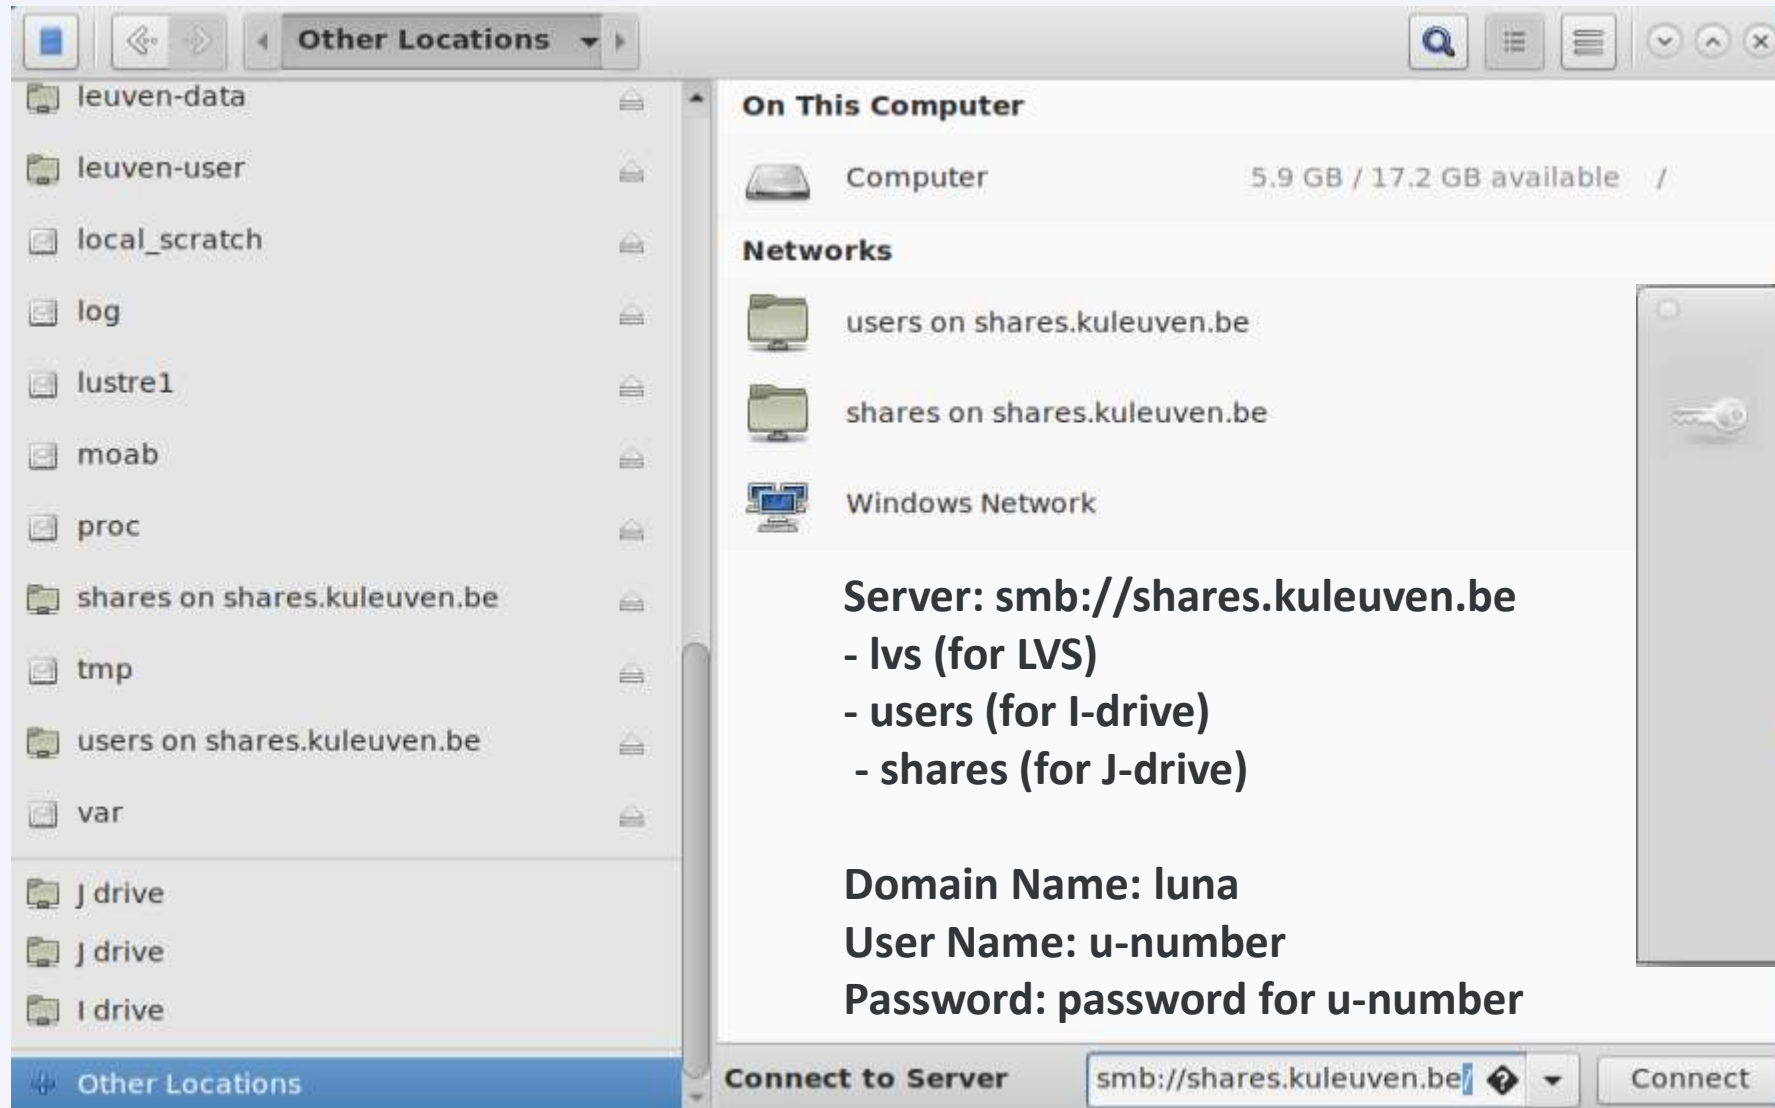 Other Locations
leuven-data
leuven-user
local_scratch
log
lustre1
moab
proc
shares on shares.kuleuven.be
tmp
users on shares.kuleuven.be
var
J drive
J drive
I drive
Other Locations
On This Computer
Computer 5.9 GB / 17.2 GB available /
Networks
users on shares.kuleuven.be
shares on shares.kuleuven.be
Windows Network
Server: smb://shares.kuleuven.be
- lvs (for LVS)
- users (for I-drive)
- shares (for J-drive)
Domain Name: luna
User Name: u-number
Password: password for u-number
Connect to Server smb://shares.kuleuven.be/ � Connect